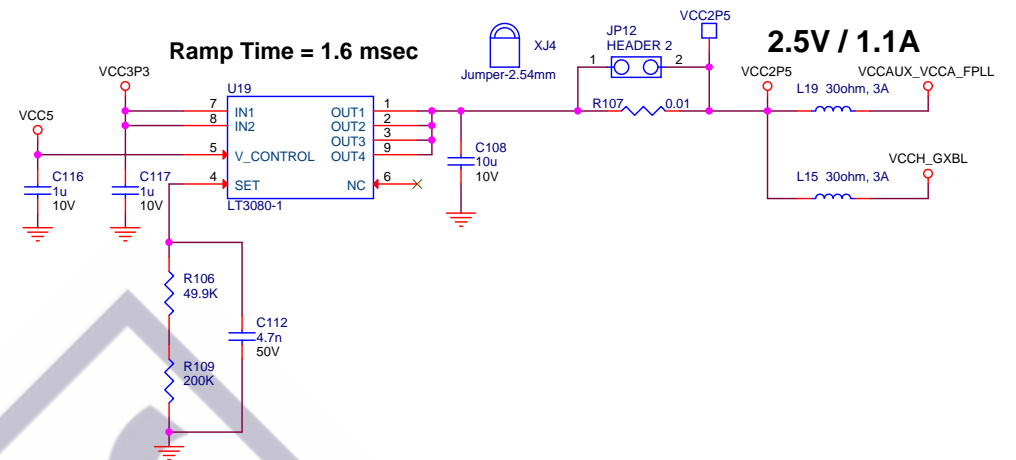 Ramp Time = 1.6 msec
XJ4
Jumper-2.54mm
JP12
HEADER 2
1
2
VCC2P5
2.5V / 1.1A
VCC3P3
VCC5
U19
7
IN1
8
IN2
5
V_CONTROL
4
SET
OUT1
1
OUT2
2
OUT3
3
OUT4
9
NC
6
LT3080-1
C116
1u
10V
C117
1u
10V
C108
10u
10V
R107
0.01
VCC2P5
L19 30ohm, 3A
VCCAUX_VCCA_FPLL
L15 30ohm, 3A
VCCH_GXBL
R106
49.9K
R109
200K
C112
4.7n
50V